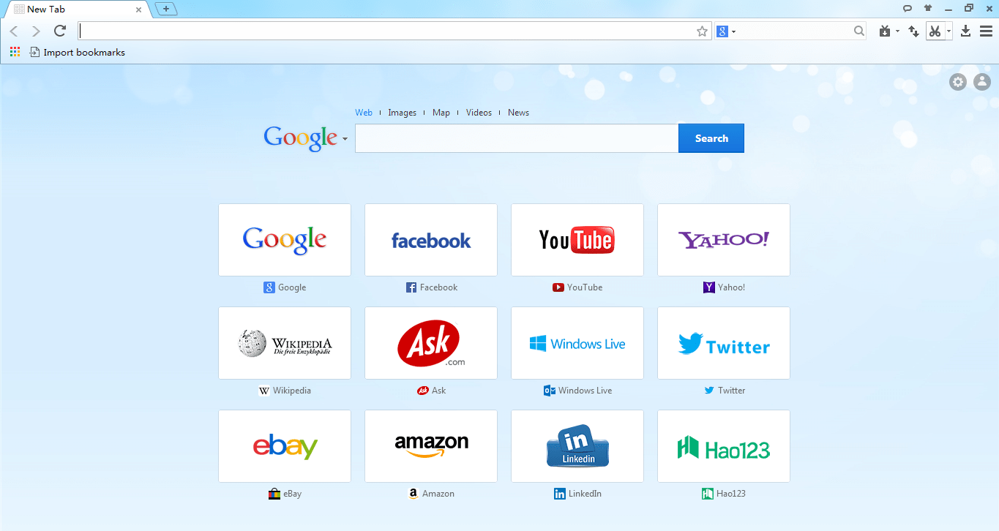 New Tab
Import bookmarks
Web Images Map Videos News
Google Search
Google facebook YouTube YAHOO!
Google Facebook YouTube Yahoo!
WIKIPEDIA Ask Windows Live Twitter
Die freie Enzyklopädie .com
Wikipedia Ask Windows Live Twitter
ebay amazon in Hao123
Linkedin
eBay Amazon LinkedIn Hao123